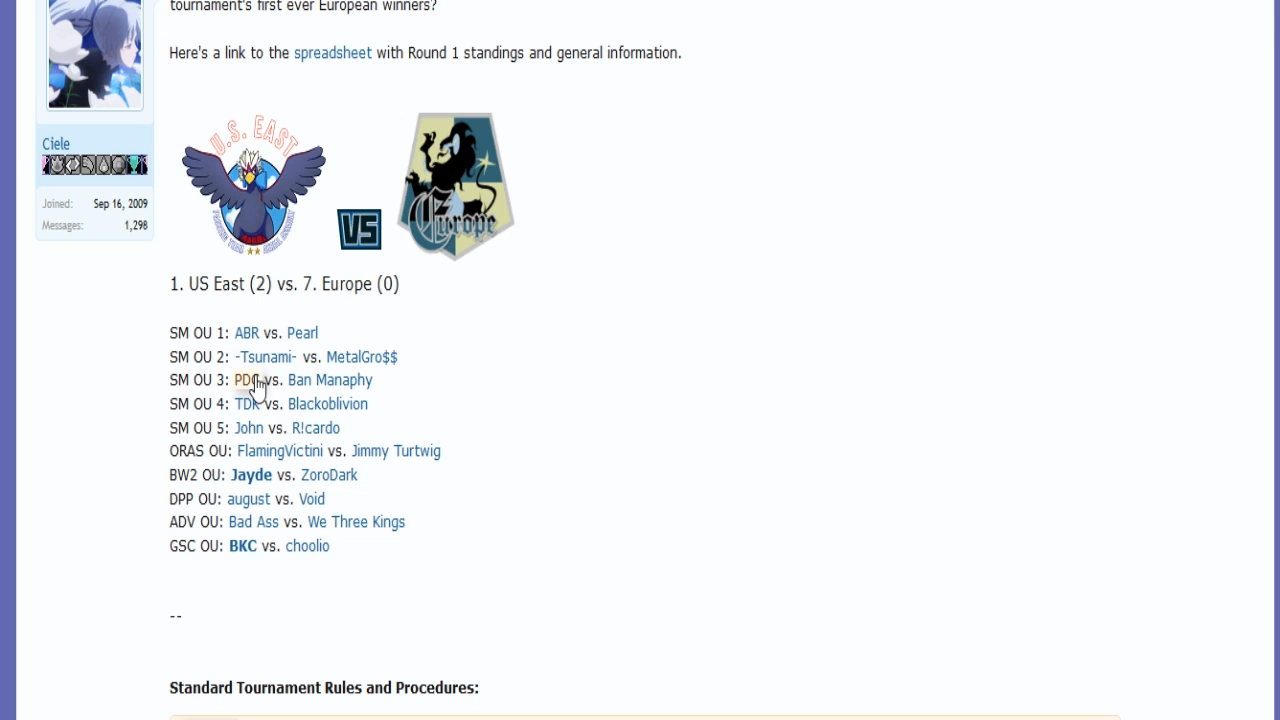 tournament's first ever European winners?
Here's a link to the spreadsheet with Round 1 standings and general information.
Ciele
Joined: Sep 16, 2009
Messages: 1,298
U.S. EAST
VS
Europe
1. US East (2) vs. 7. Europe (0)
SM OU 1: ABR vs. Pearl
SM OU 2: -Tsunami- vs. MetalGro$$
SM OU 3: PDC vs. Ban Manaphy
SM OU 4: TDK vs. Blackoblivion
SM OU 5: John vs. R!cardo
ORAS OU: FlamingVictini vs. Jimmy Turtwig
BW2 OU: Jayde vs. ZoroDark
DPP OU: august vs. Void
ADV OU: Bad Ass vs. We Three Kings
GSC OU: BKC vs. choolio
--
Standard Tournament Rules and Procedures: